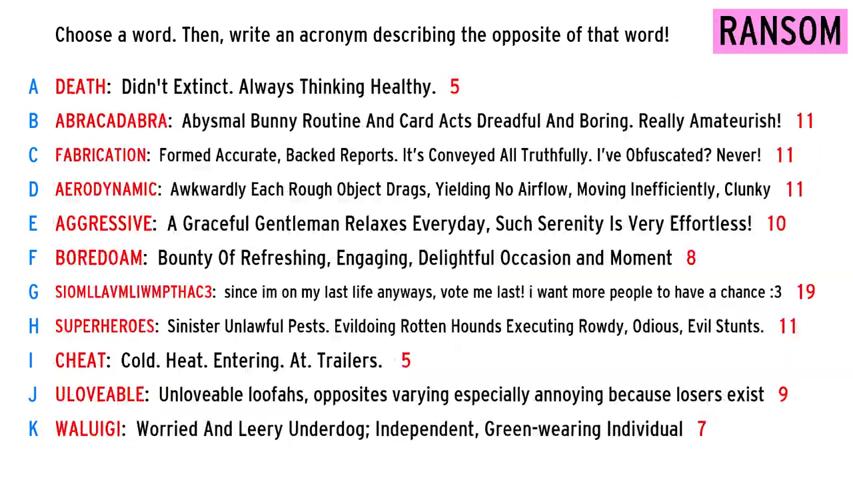 Choose a word. Then, write an acronym describing the opposite of that word!
RANSOM
A DEATH: Didn't Extinct. Always Thinking Healthy. 5
B ABRACADABRA: Abysmal Bunny Routine And Card Acts Dreadful And Boring. Really Amateurish! 11
C FABRICATION: Formed Accurate, Backed Reports. It's Conveyed All Truthfully. I've Obfuscated? Never! 11
D AERODYNAMIC: Awkwardly Each Rough Object Drags, Yielding No Airflow, Moving Inefficiently, Clunky 11
E AGGRESSIVE: A Graceful Gentleman Relaxes Everyday, Such Serenity Is Very Effortless! 10
F BOREDOAM: Bounty Of Refreshing, Engaging, Delightful Occasion and Moment 8
G SIOMLLAVMLIWMPTHAC3: since im on my last life anyways, vote me last! i want more people to have a chance :3 19
H SUPERHEROES: Sinister Unlawful Pests. Evildoing Rotten Hounds Executing Rowdy, Odious, Evil Stunts. 11
I CHEAT: Cold. Heat. Entering. At. Trailers. 5
J ULOVEABLE: Unloveable loofahs, opposites varying especially annoying because losers exist 9
K WALUIGI: Worried And Leery Underdog; Independent, Green-wearing Individual 7